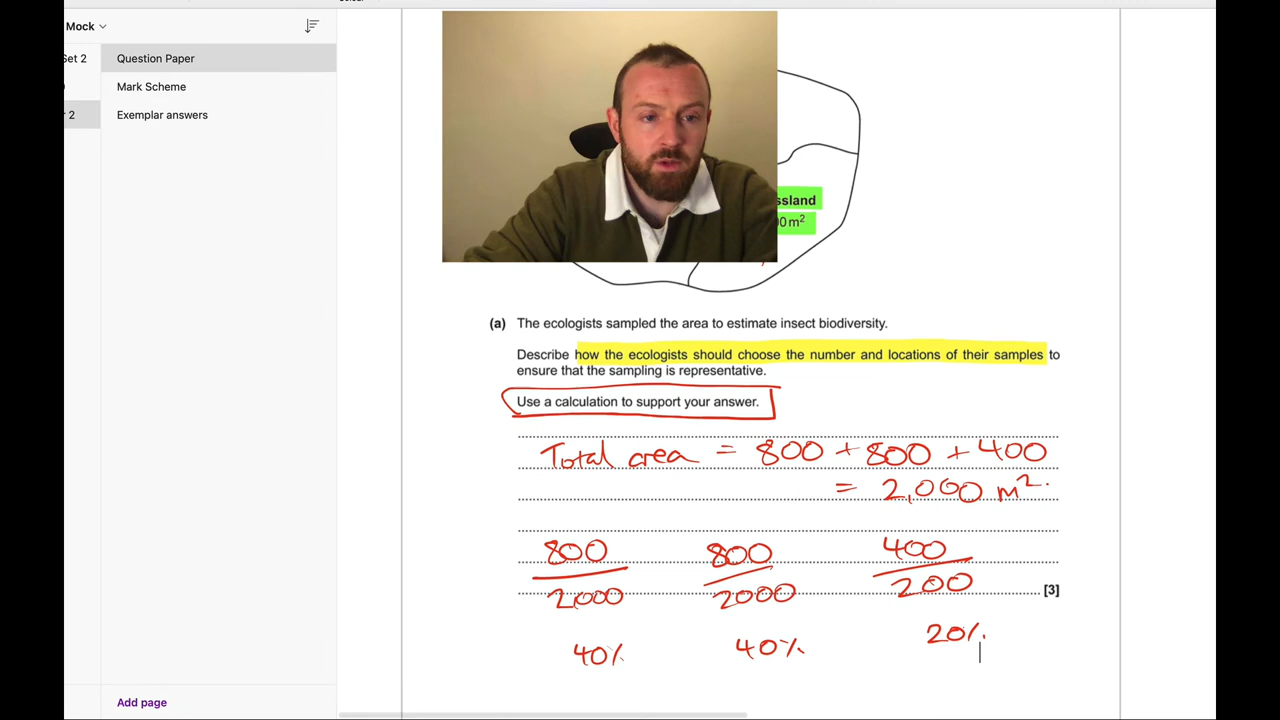 Mock
Set 2
Question Paper
Mark Scheme
2
Exemplar answers
ssland
00 m²
(a) The ecologists sampled the area to estimate insect biodiversity.
Describe how the ecologists should choose the number and locations of their samples to
ensure that the sampling is representative.
Use a calculation to support your answer.
Total area = 800 + 800 + 400
= 2,000 m².
800 800 400
2000 2000 200
[3]
40% 40% 20%
Add page